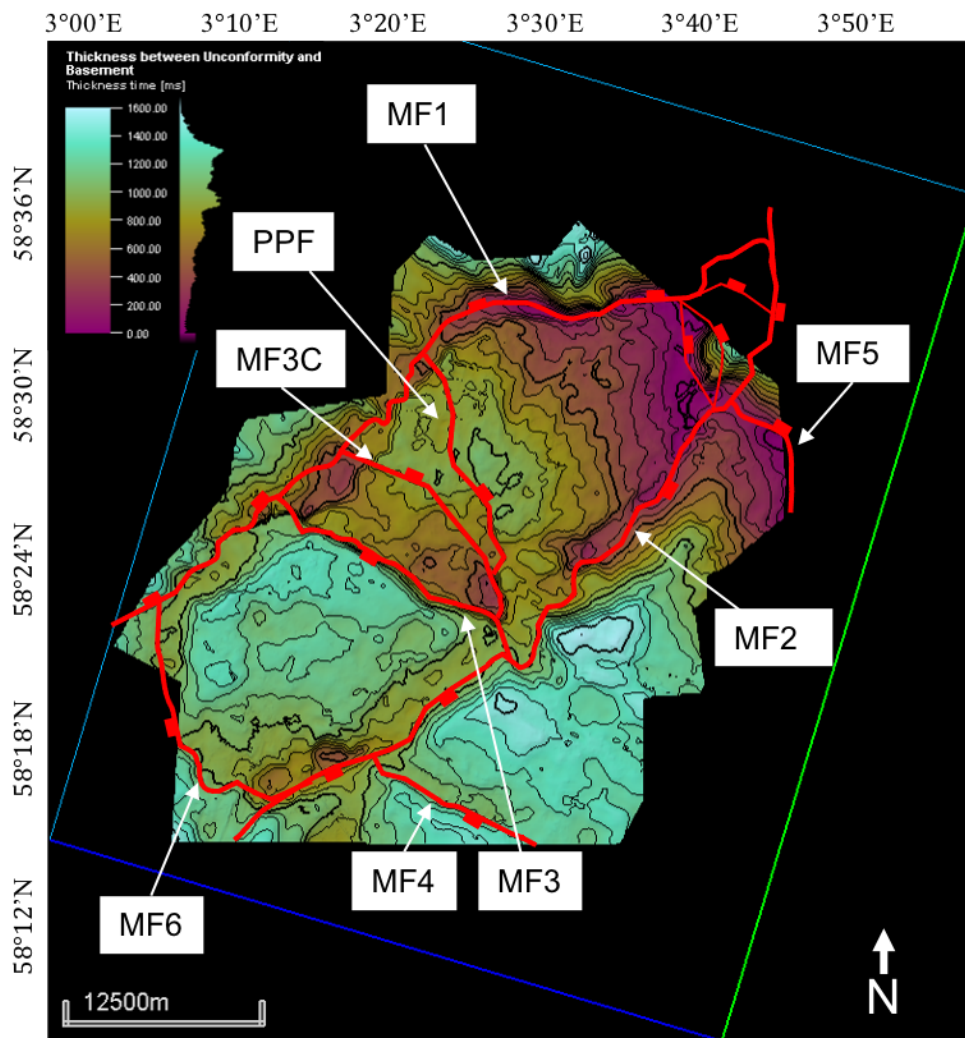 3°00’E 3°10’E 3°20’E 3°30’E 3°40’E 3°50’E
Thickness between Unconformity and
Basement
Thickness time [ms]
1600.00
1400.00
1200.00
1000.00
800.00
600.00
400.00
200.00
0.00
MF1
PPF
MF3C
MF5
MF2
MF3
MF4
MF6
58°36’N
58°30’N
58°24’N
58°18’N
58°12’N
12500m
N